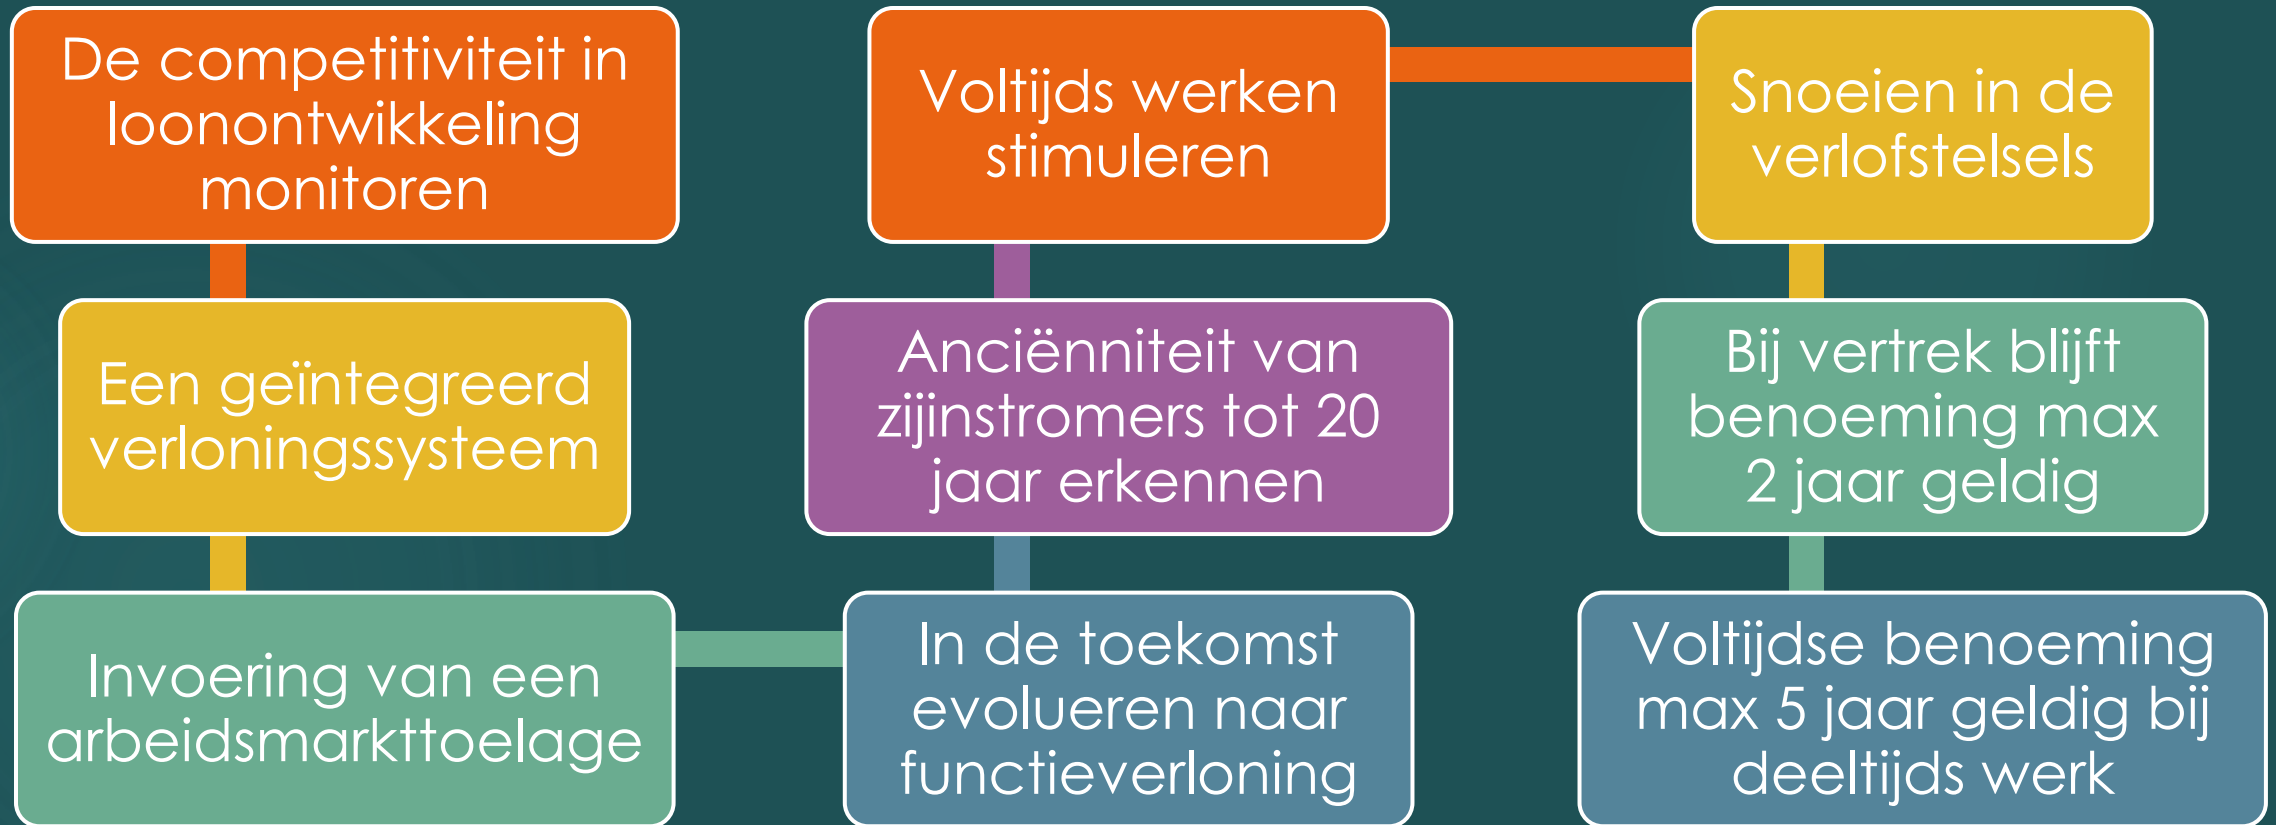 De competitiviteit in
loonontwikkeling
monitoren
Een geïntegreerd
verloningssysteem
Invoering van een
arbeidsmarkttoelage
In de toekomst
evolueren naar
functieverloning
Anciënniteit van
zijinstromers tot 20
jaar erkennen
Voltijds werken
stimuleren
Snoeien in de
verlofstelsels
Bij vertrek blijft
benoeming max
2 jaar geldig
Voltijdse benoeming
max 5 jaar geldig bij
deeltijds werk